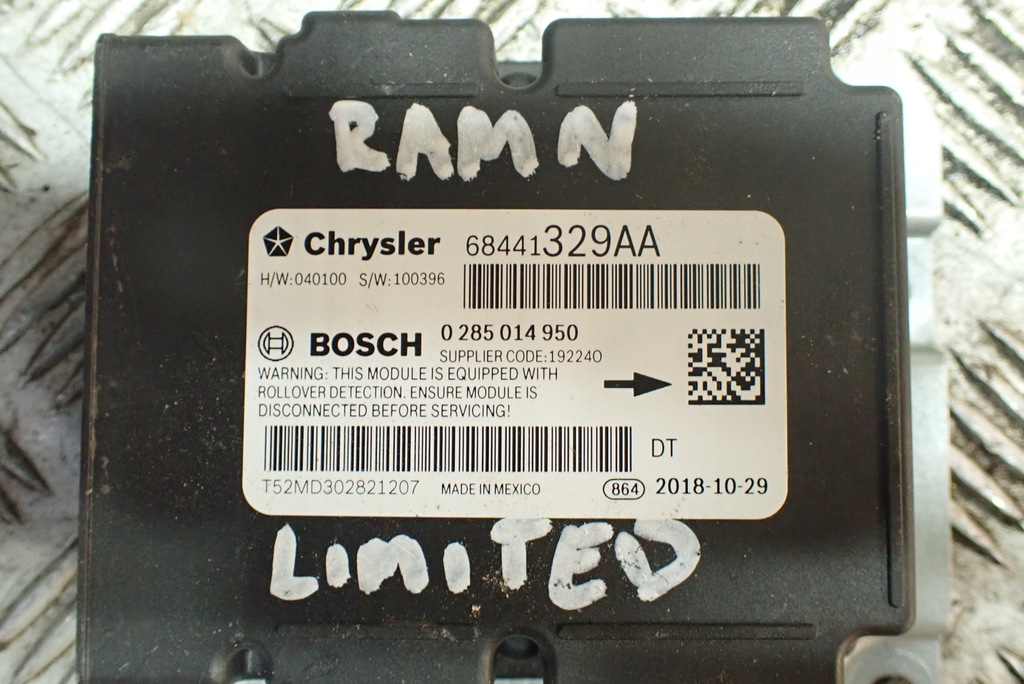 RAM N
Chrysler 68441329AA
H/W:040100 S/W:100396
BOSCH 0 285 014 950
SUPPLIER CODE:19224O
WARNING: THIS MODULE IS EQUIPPED WITH
ROLLOVER DETECTION. ENSURE MODULE IS
DISCONNECTED BEFORE SERVICING!
DT
T52MD302821207 MADE IN MEXICO 864 2018-10-29
LIMITED